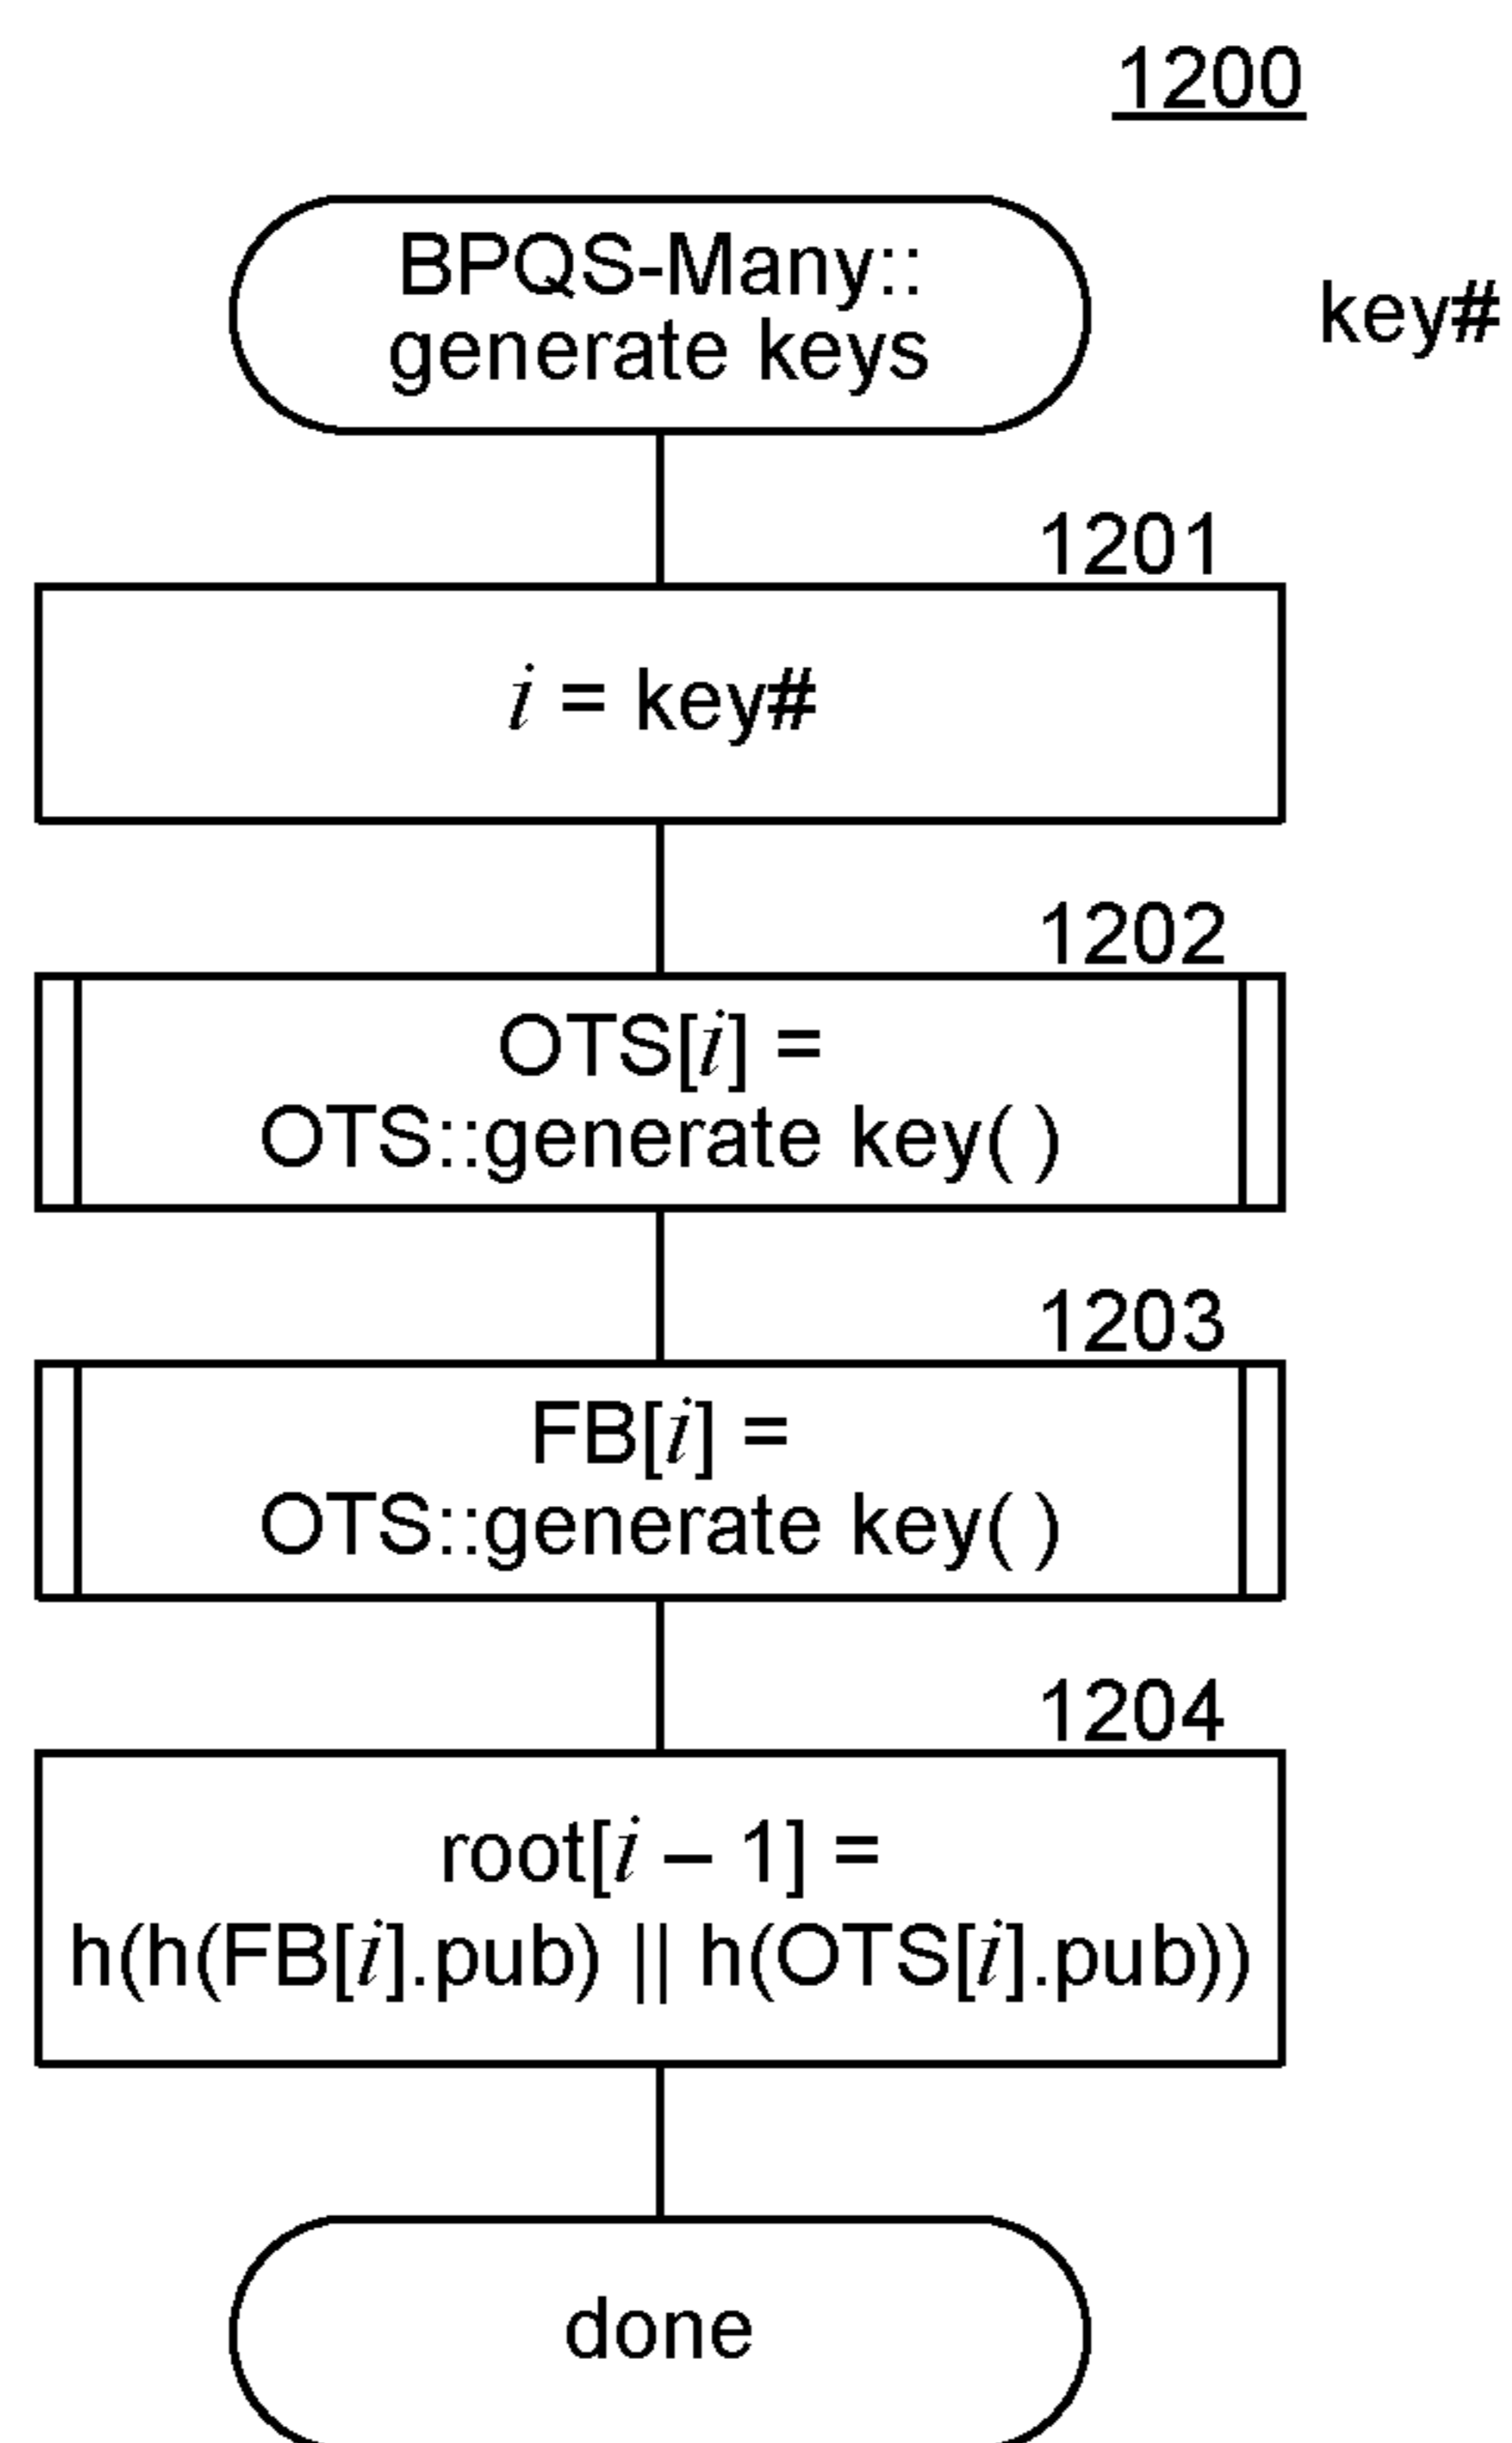 1200
BPQS-Many::
generate keys
key#
1201
i = key#
1202
OTS[i] =
OTS::generate key( )
1203
FB[i] =
OTS::generate key( )
1204
root[i – 1] =
h(h(FB[i].pub) || h(OTS[i].pub))
done